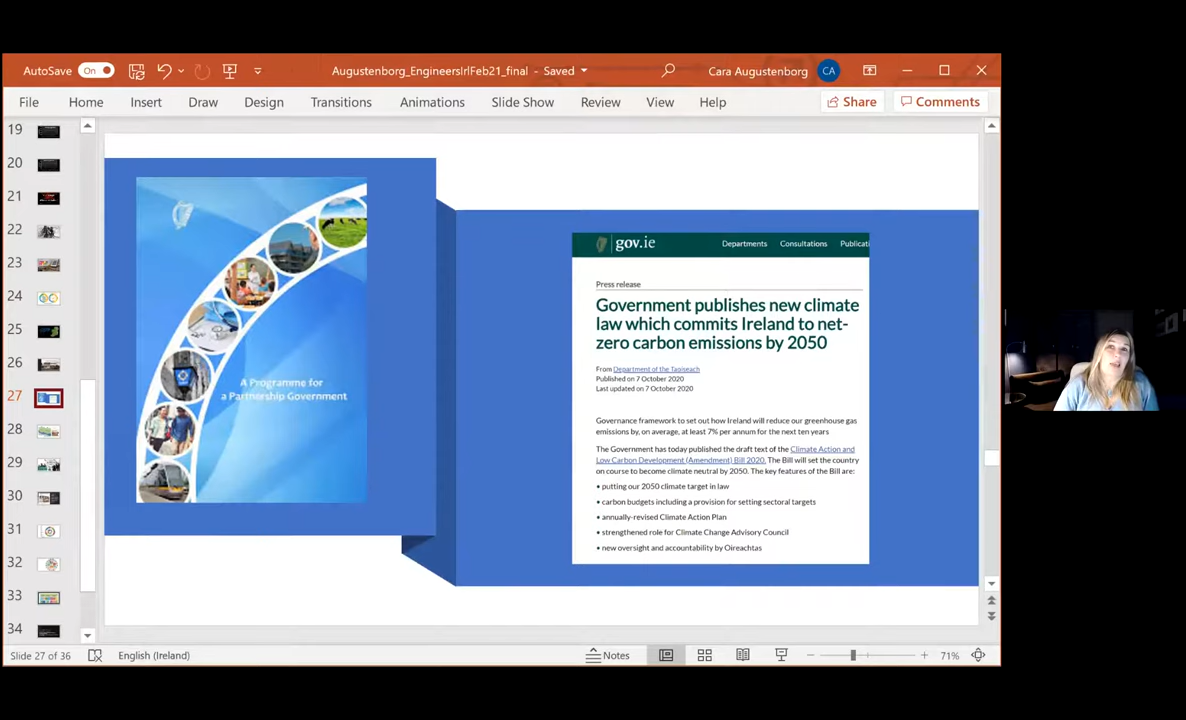 AutoSave On Augustenborg_EngineersIrlFeb21_final - Saved Cara Augustenborg CA
File Home Insert Draw Design Transitions Animations Slide Show Review View Help Share Comments
19
20
21
22
23
24
25
26
27
28
29
30
31
32
33
34
A Programme for
a Partnership Government
gov.ie Departments Consultations Publicati
Press release
Government publishes new climate
law which commits Ireland to net-
zero carbon emissions by 2050
From Department of the Taoiseach
Published on 7 October 2020
Last updated on 7 October 2020
Governance framework to set out how Ireland will reduce our greenhouse gas
emissions by, on average, at least 7% per annum for the next ten years
The Government has today published the draft text of the Climate Action and
Low Carbon Development (Amendment) Bill 2020. The Bill will set the country
on course to become climate neutral by 2050. The key features of the Bill are:
• putting our 2050 climate target in law
• carbon budgets including a provision for setting sectoral targets
• annually-revised Climate Action Plan
• strengthened role for Climate Change Advisory Council
• new oversight and accountability by Oireachtas
Slide 27 of 36 English (Ireland) Notes 71%